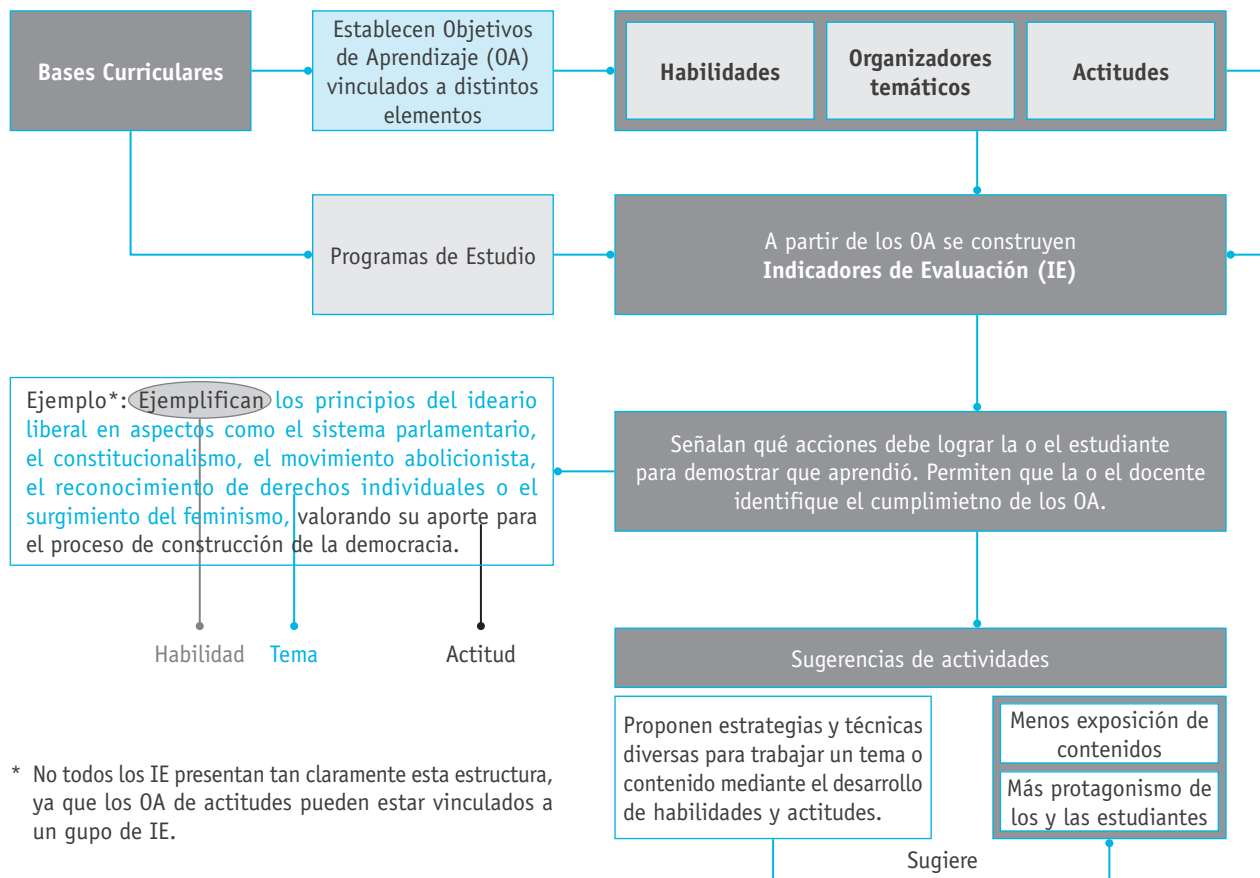 Bases Curriculares
Establecen Objetivos
de Aprendizaje (OA)
vinculados a distintos
elementos
Habilidades
Organizadores
temáticos
Actitudes
Programas de Estudio
A partir de los OA se construyen
Indicadores de Evaluación (IE)
Ejemplo*: Ejemplifican los principios del ideario
liberal en aspectos como el sistema parlamentario,
el constitucionalismo, el movimiento abolicionista,
el reconocimiento de derechos individuales o el
surgimiento del feminismo, valorando su aporte para
el proceso de construcción de la democracia.
Habilidad
Tema
Actitud
Señalan qué acciones debe lograr la o el estudiante
para demostrar que aprendió. Permiten que la o el docente
identifique el cumplimietno de los OA.
* No todos los IE presentan tan claramente esta estructura,
ya que los OA de actitudes pueden estar vinculados a
un gupo de IE.
Sugerencias de actividades
Proponen estrategias y técnicas
diversas para trabajar un tema o
contenido mediante el desarrollo
de habilidades y actitudes.
Menos exposición de
contenidos
Más protagonismo de
los y las estudiantes
Sugiere